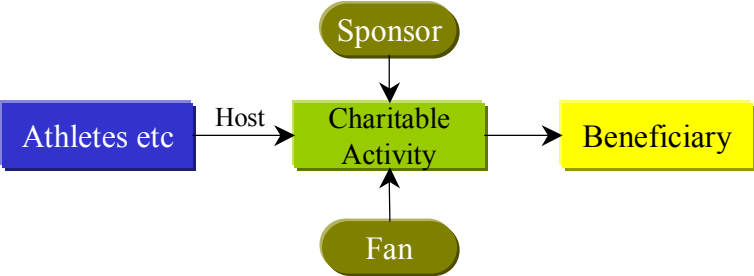 Sponsor
Athletes etc
Host
Charitable
Activity
Beneficiary
Fan